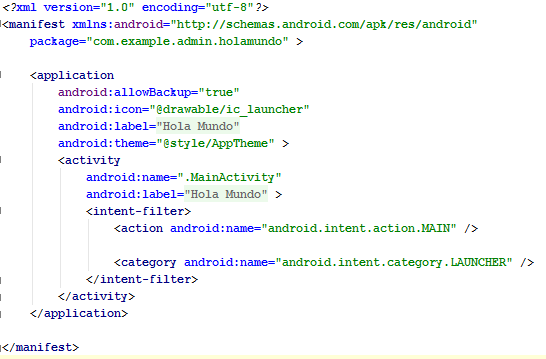 <?xml version="1.0" encoding="utf-8"?>
<manifest xmlns:android="http://schemas.android.com/apk/res/android"
    package="com.example.admin.holamundo" >

    <application
        android:allowBackup="true"
        android:icon="@drawable/ic_launcher"
        android:label="Hola Mundo"
        android:theme="@style/AppTheme" >
        <activity
            android:name=".MainActivity"
            android:label="Hola Mundo" >
            <intent-filter>
                <action android:name="android.intent.action.MAIN" />

                <category android:name="android.intent.category.LAUNCHER" />
            </intent-filter>
        </activity>
    </application>

</manifest>